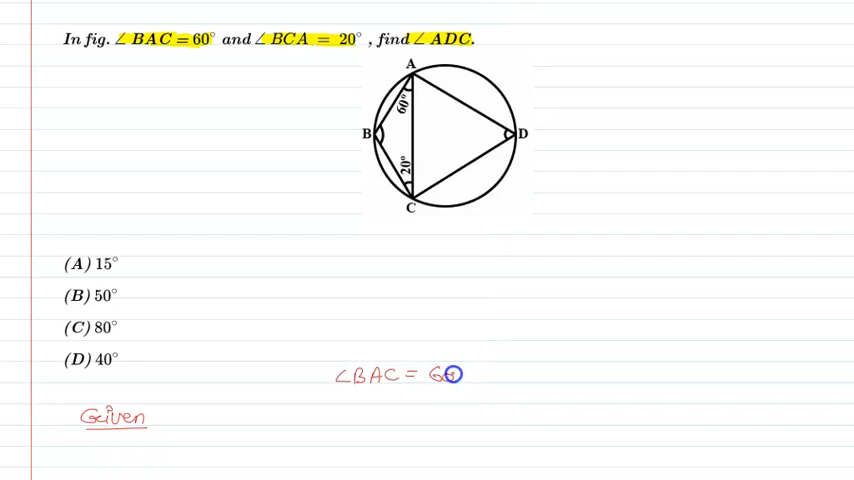 In fig. ∠ BAC = 60° and ∠ BCA = 20° , find ∠ ADC.
A
60°
B
D
20°
C
(A) 15°
(B) 50°
(C) 80°
(D) 40°
∠BAC = 60
Given